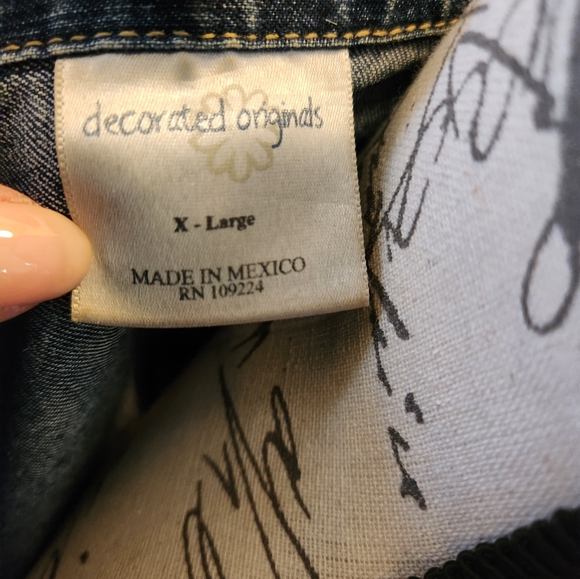 decorated originals
X - Large
MADE IN MEXICO
RN 109224